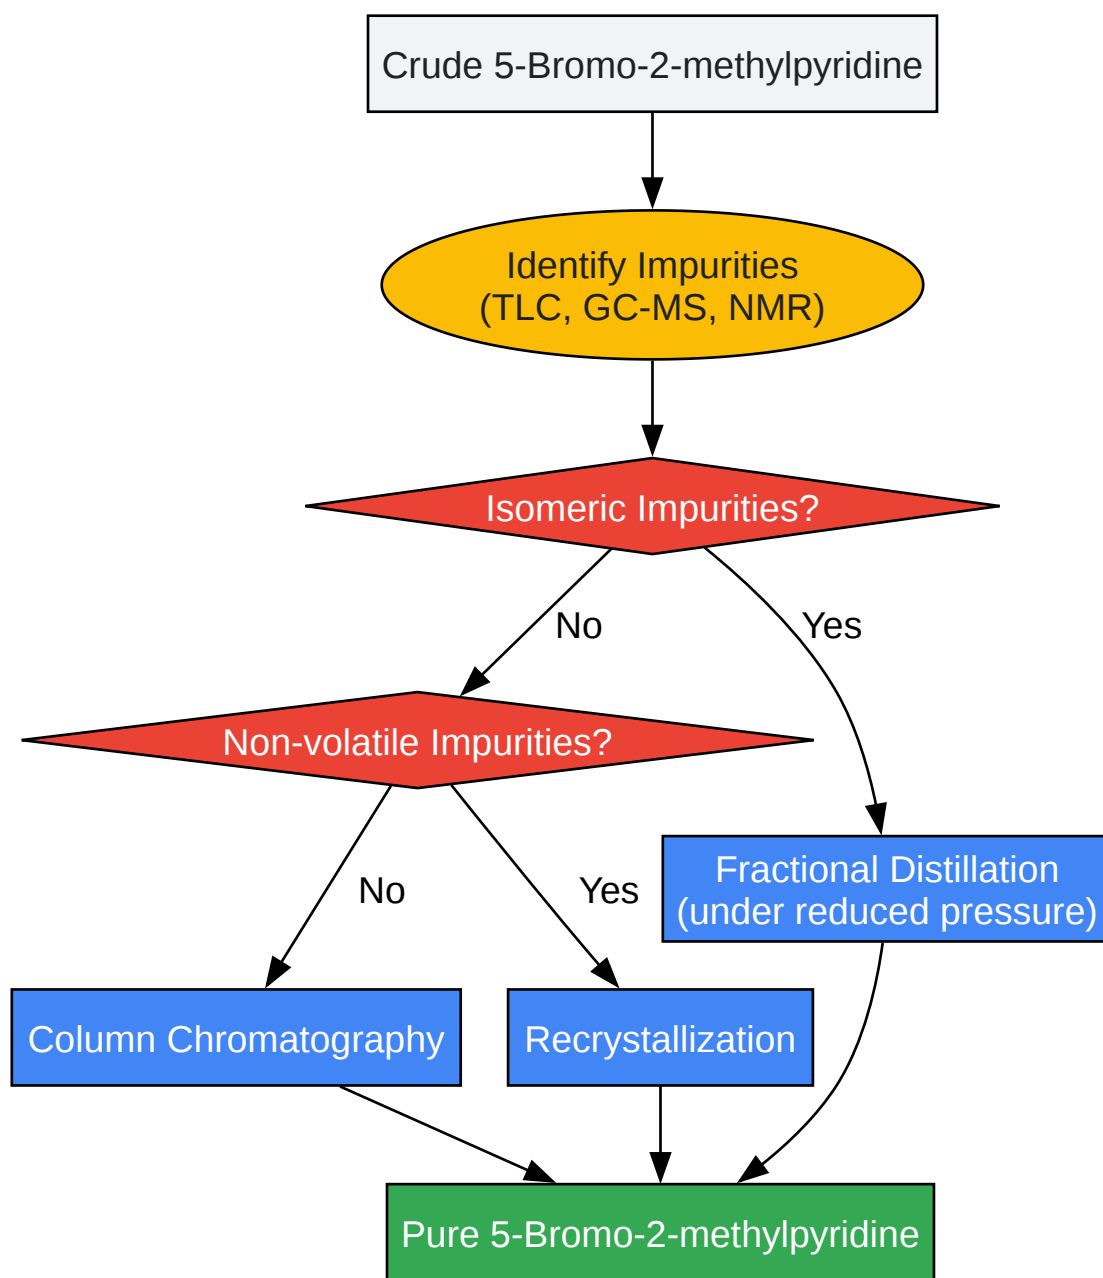 Crude 5-Bromo-2-methylpyridine
Identify Impurities
(TLC, GC-MS, NMR)
Isomeric Impurities?
No
Yes
Non-volatile Impurities?
No
Yes
Fractional Distillation
(under reduced pressure)
Column Chromatography
Recrystallization
Pure 5-Bromo-2-methylpyridine